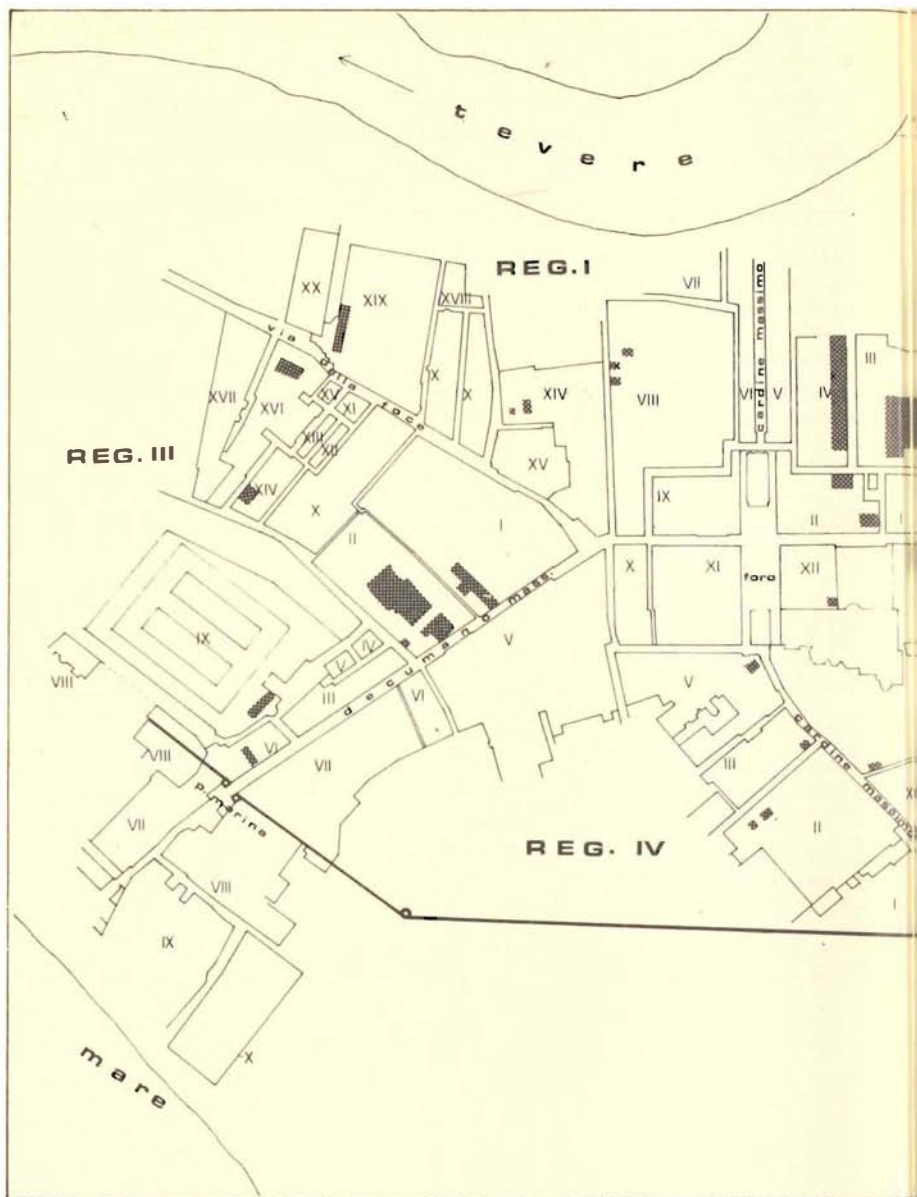 tevere
REG. I
XX
XIX
XVIII
VII
cardine massimo
via della foce
X
X
XIV
VIII
VI
V
IV
III
XVII
XVI
XV
XI
XIII
XII
REG. III
XIV
X
XV
IX
II
I
I
II
X
XI
foro
XII
IX
VIII
V
IV
III
decumano mass.
V
VI
V
VIII
VI
VII
III
cardine massimo
P. marina
VII
REG. IV
II
VIII
I
IX
X
mare